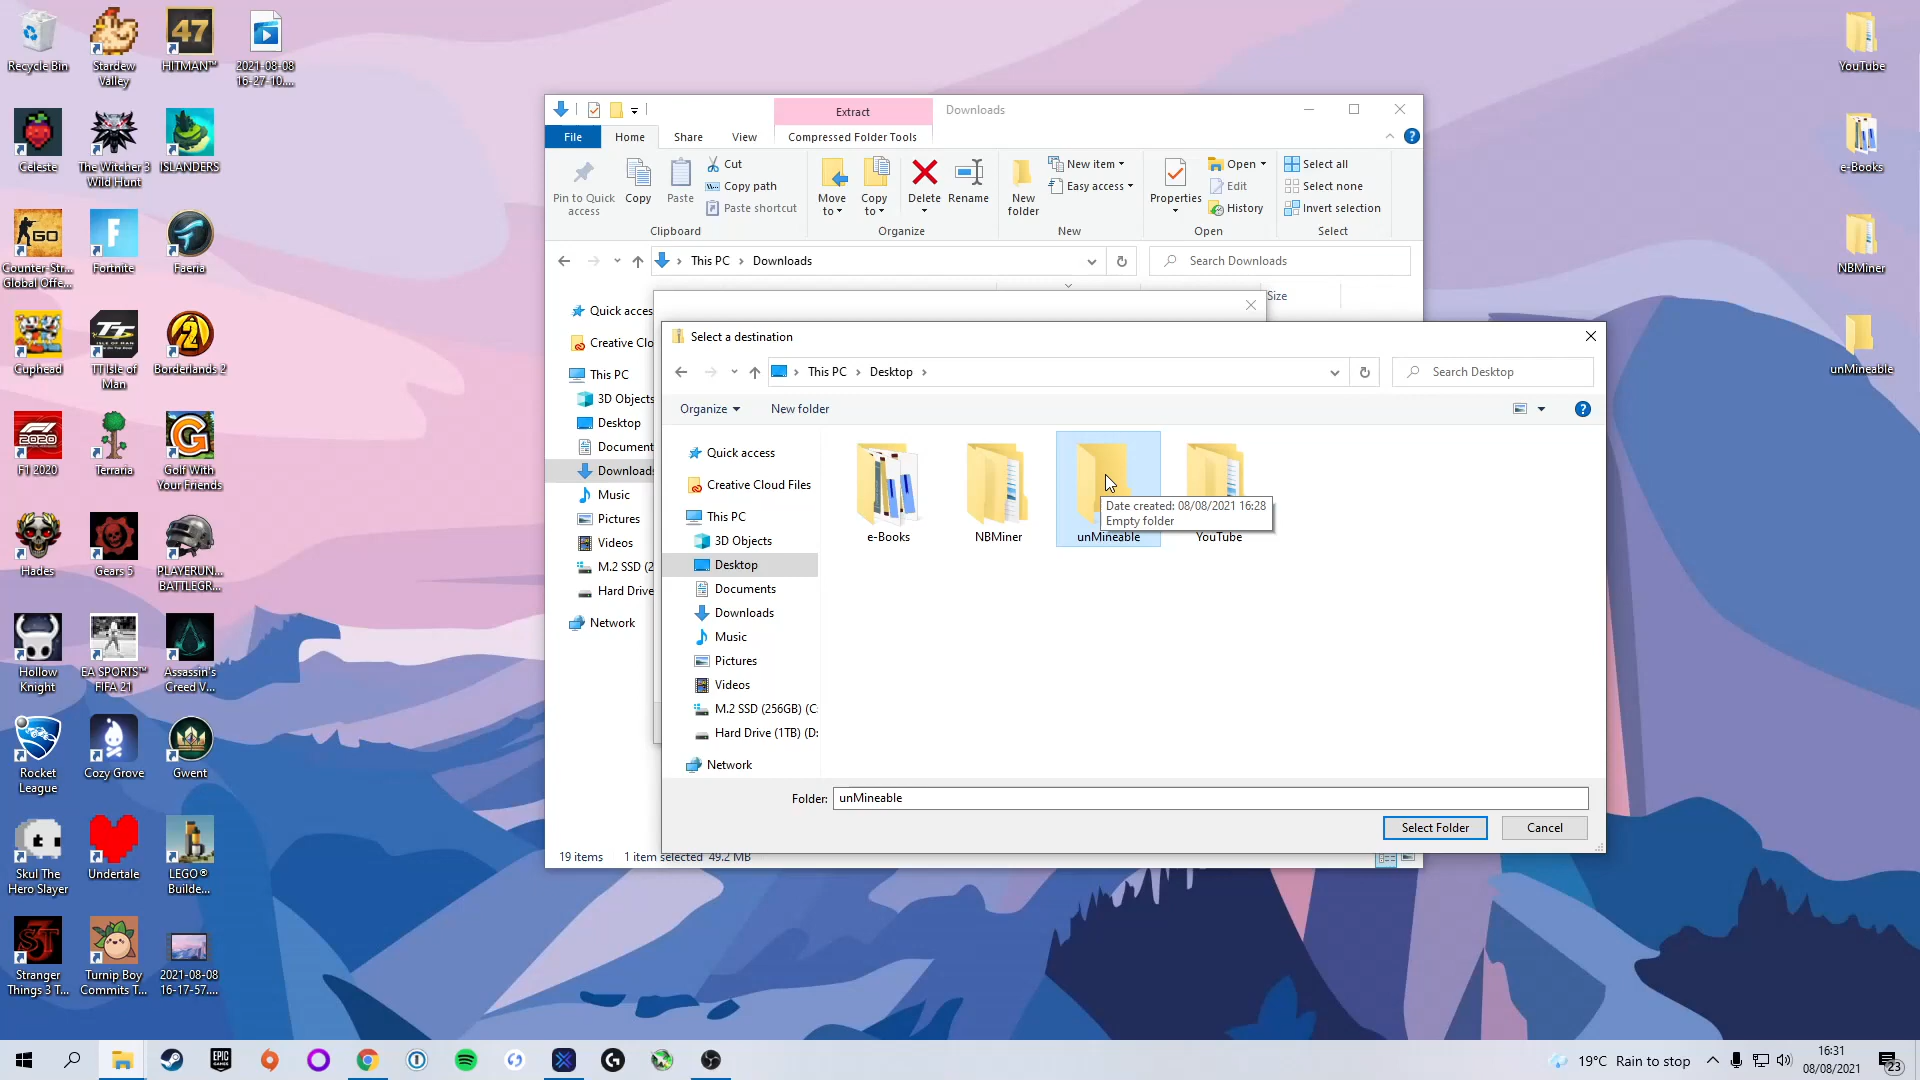 Recycle Bin
Stardew
Valley
47
HITMAN™
2021-08-08
16-27-10....
Celeste
The Witcher 3
Wild Hunt
ISLANDERS
GO
Counter-Str...
Global Offe...
Fortnite
Faeria
Cuphead
TT Isle of
Man
Borderlands 2
F1 2020
Terraria
Golf With
Your Friends
Hades
Gears 5
PLAYERUN...
BATTLEGR...
Hollow
Knight
EA SPORTS™
FIFA 21
Assassin's
Creed V...
Rocket
League
Cozy Grove
Gwent
Skul The
Hero Slayer
Undertale
LEGO®
Builde...
Stranger
Things 3 T...
Turnip Boy
Commits T...
2021-08-08
16-17-57....
YouTube
e-Books
NBMiner
unMineable
Extract
Downloads
File
Home
Share
View
Compressed Folder Tools
Pin to Quick
access
Copy
Paste
Cut
Copy path
Paste shortcut
Clipboard
Move
to
Copy
to
Delete
Rename
Organize
New
folder
New item
Easy access
New
Properties
Open
Edit
History
Open
Select all
Select none
Invert selection
Select
This PC
Downloads
Search Downloads
Size
Quick acces
Creative Clo
This PC
3D Objects
Desktop
Document
Downloads
Music
Pictures
Videos
M.2 SSD (2
Hard Drive
Network
19 items
1 item selected 49.2 MB
Select a destination
This PC
Desktop
Search Desktop
Organize
New folder
Quick access
Creative Cloud Files
This PC
3D Objects
Desktop
Documents
Downloads
Music
Pictures
Videos
M.2 SSD (256GB) (C:
Hard Drive (1TB) (D:
Network
e-Books
NBMiner
unMineable
YouTube
Date created: 08/08/2021 16:28
Empty folder
Folder:
unMineable
Select Folder
Cancel
EPIC
GAMES
19°C Rain to stop
16:31
08/08/2021
23